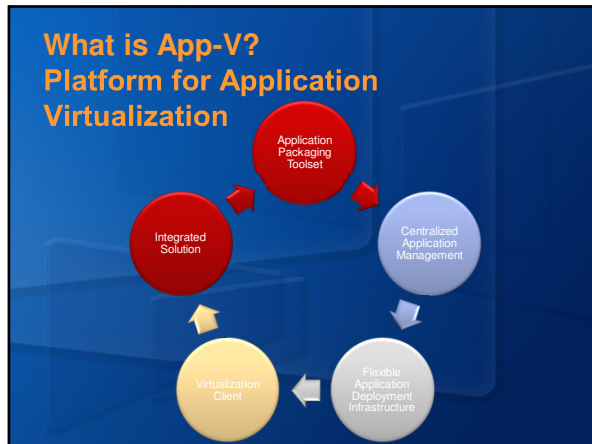 What is App-V?
Platform for Application
Virtualization
Application
Packaging
Toolset
Centralized
Application
Management
Flexible
Application
Deployment
Infrastructure
Virtualization
Client
Integrated
Solution